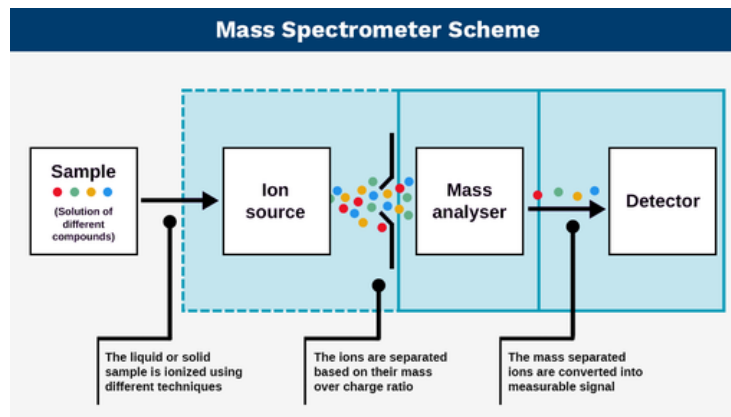 Mass Spectrometer Scheme
Sample
(Solution of
different
compounds)
Ion
source
Mass
analyser
Detector
The liquid or solid
sample is ionized using
different techniques
The ions are separated
based on their mass
over charge ratio
The mass separated
ions are converted into
measurable signal